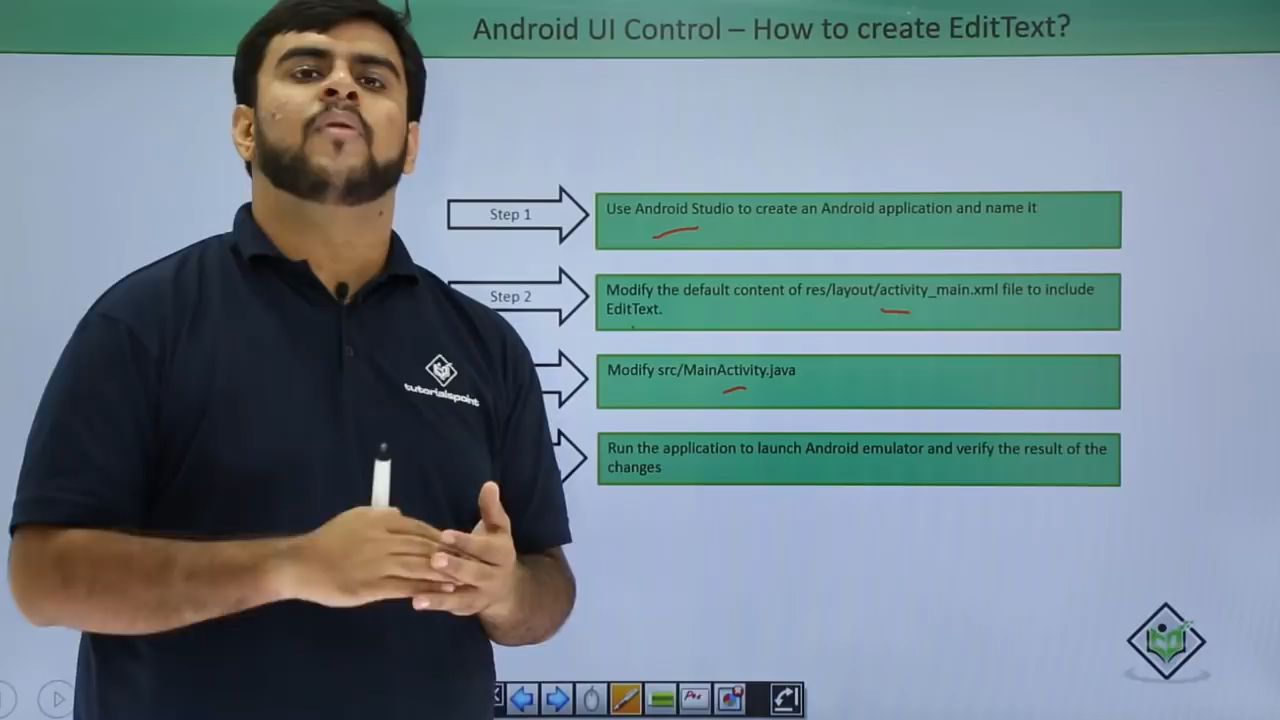 Android UI Control – How to create EditText?
Step 1
Use Android Studio to create an Android application and name it
Step 2
Modify the default content of res/layout/activity_main.xml file to include
EditText.
Modify src/MainActivity.java
Run the application to launch Android emulator and verify the result of the
changes
tutorialspoint